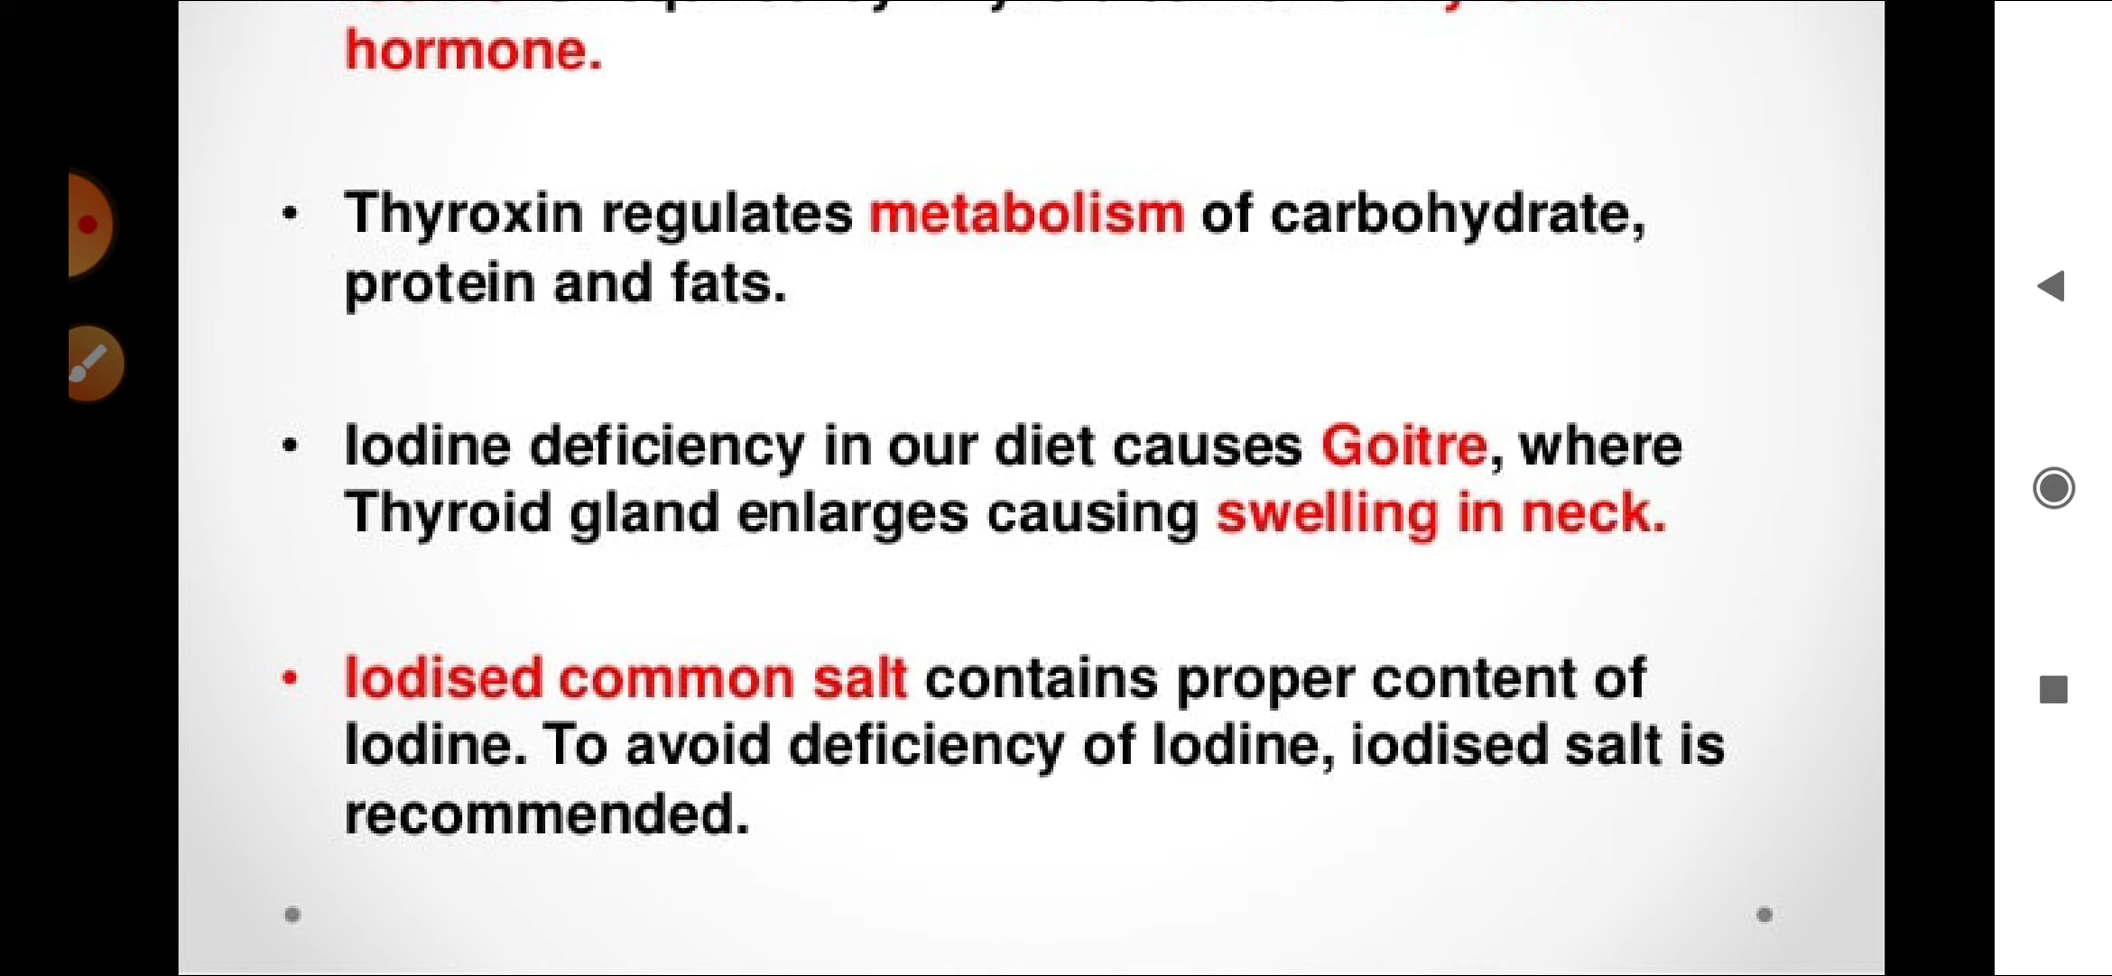 hormone.
• Thyroxin regulates metabolism of carbohydrate,
protein and fats.
• Iodine deficiency in our diet causes Goitre, where
Thyroid gland enlarges causing swelling in neck.
• Iodised common salt contains proper content of
Iodine. To avoid deficiency of Iodine, iodised salt is
recommended.